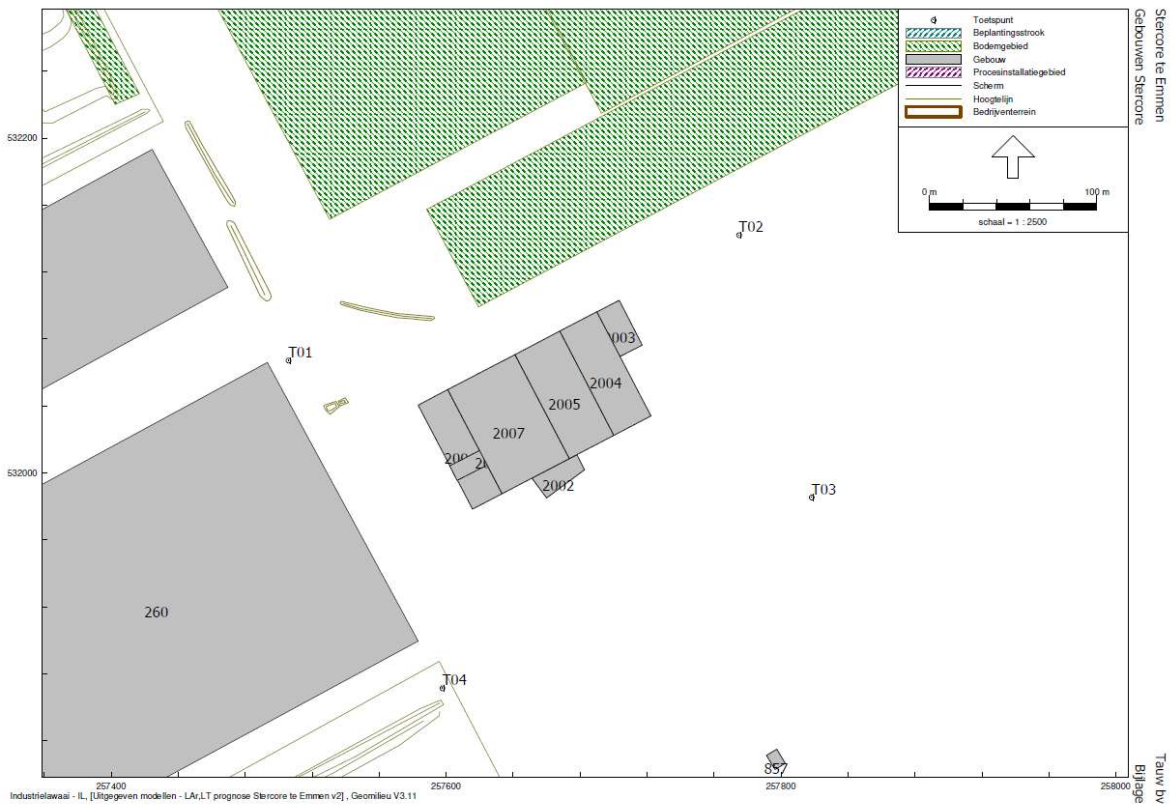 Toetspunt
Beplantingsstrook
Bodemgebied
Gebouw
Procesinstallatiegebied
Scherm
Hoogtelijn
Bedrijventerrein
0 m
100 m
schaal = 1 : 2500
Stercore te Emmen
Gebouwen Stercore
532200
T02
T01
003
2004
2005
2007
200
2002
532000
T03
260
T04
857
257400
257600
257800
258000
Industrielawaai - IL, [Uitgegeven modellen - LAr,LT prognose Stercore te Emmen v2] , Geomilieu V3.11
Tauw bv
Bijlage